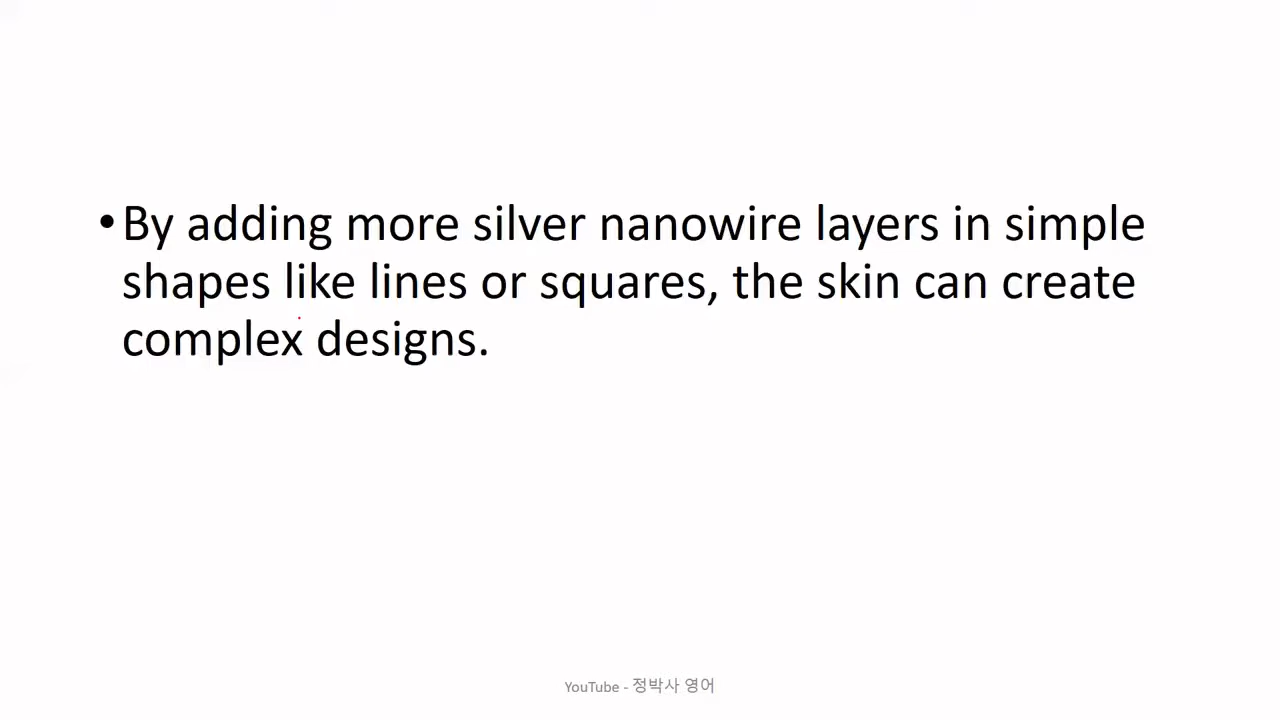 •By adding more silver nanowire layers in simple
shapes like lines or squares, the skin can create
complex designs.
YouTube - 정박사 영어